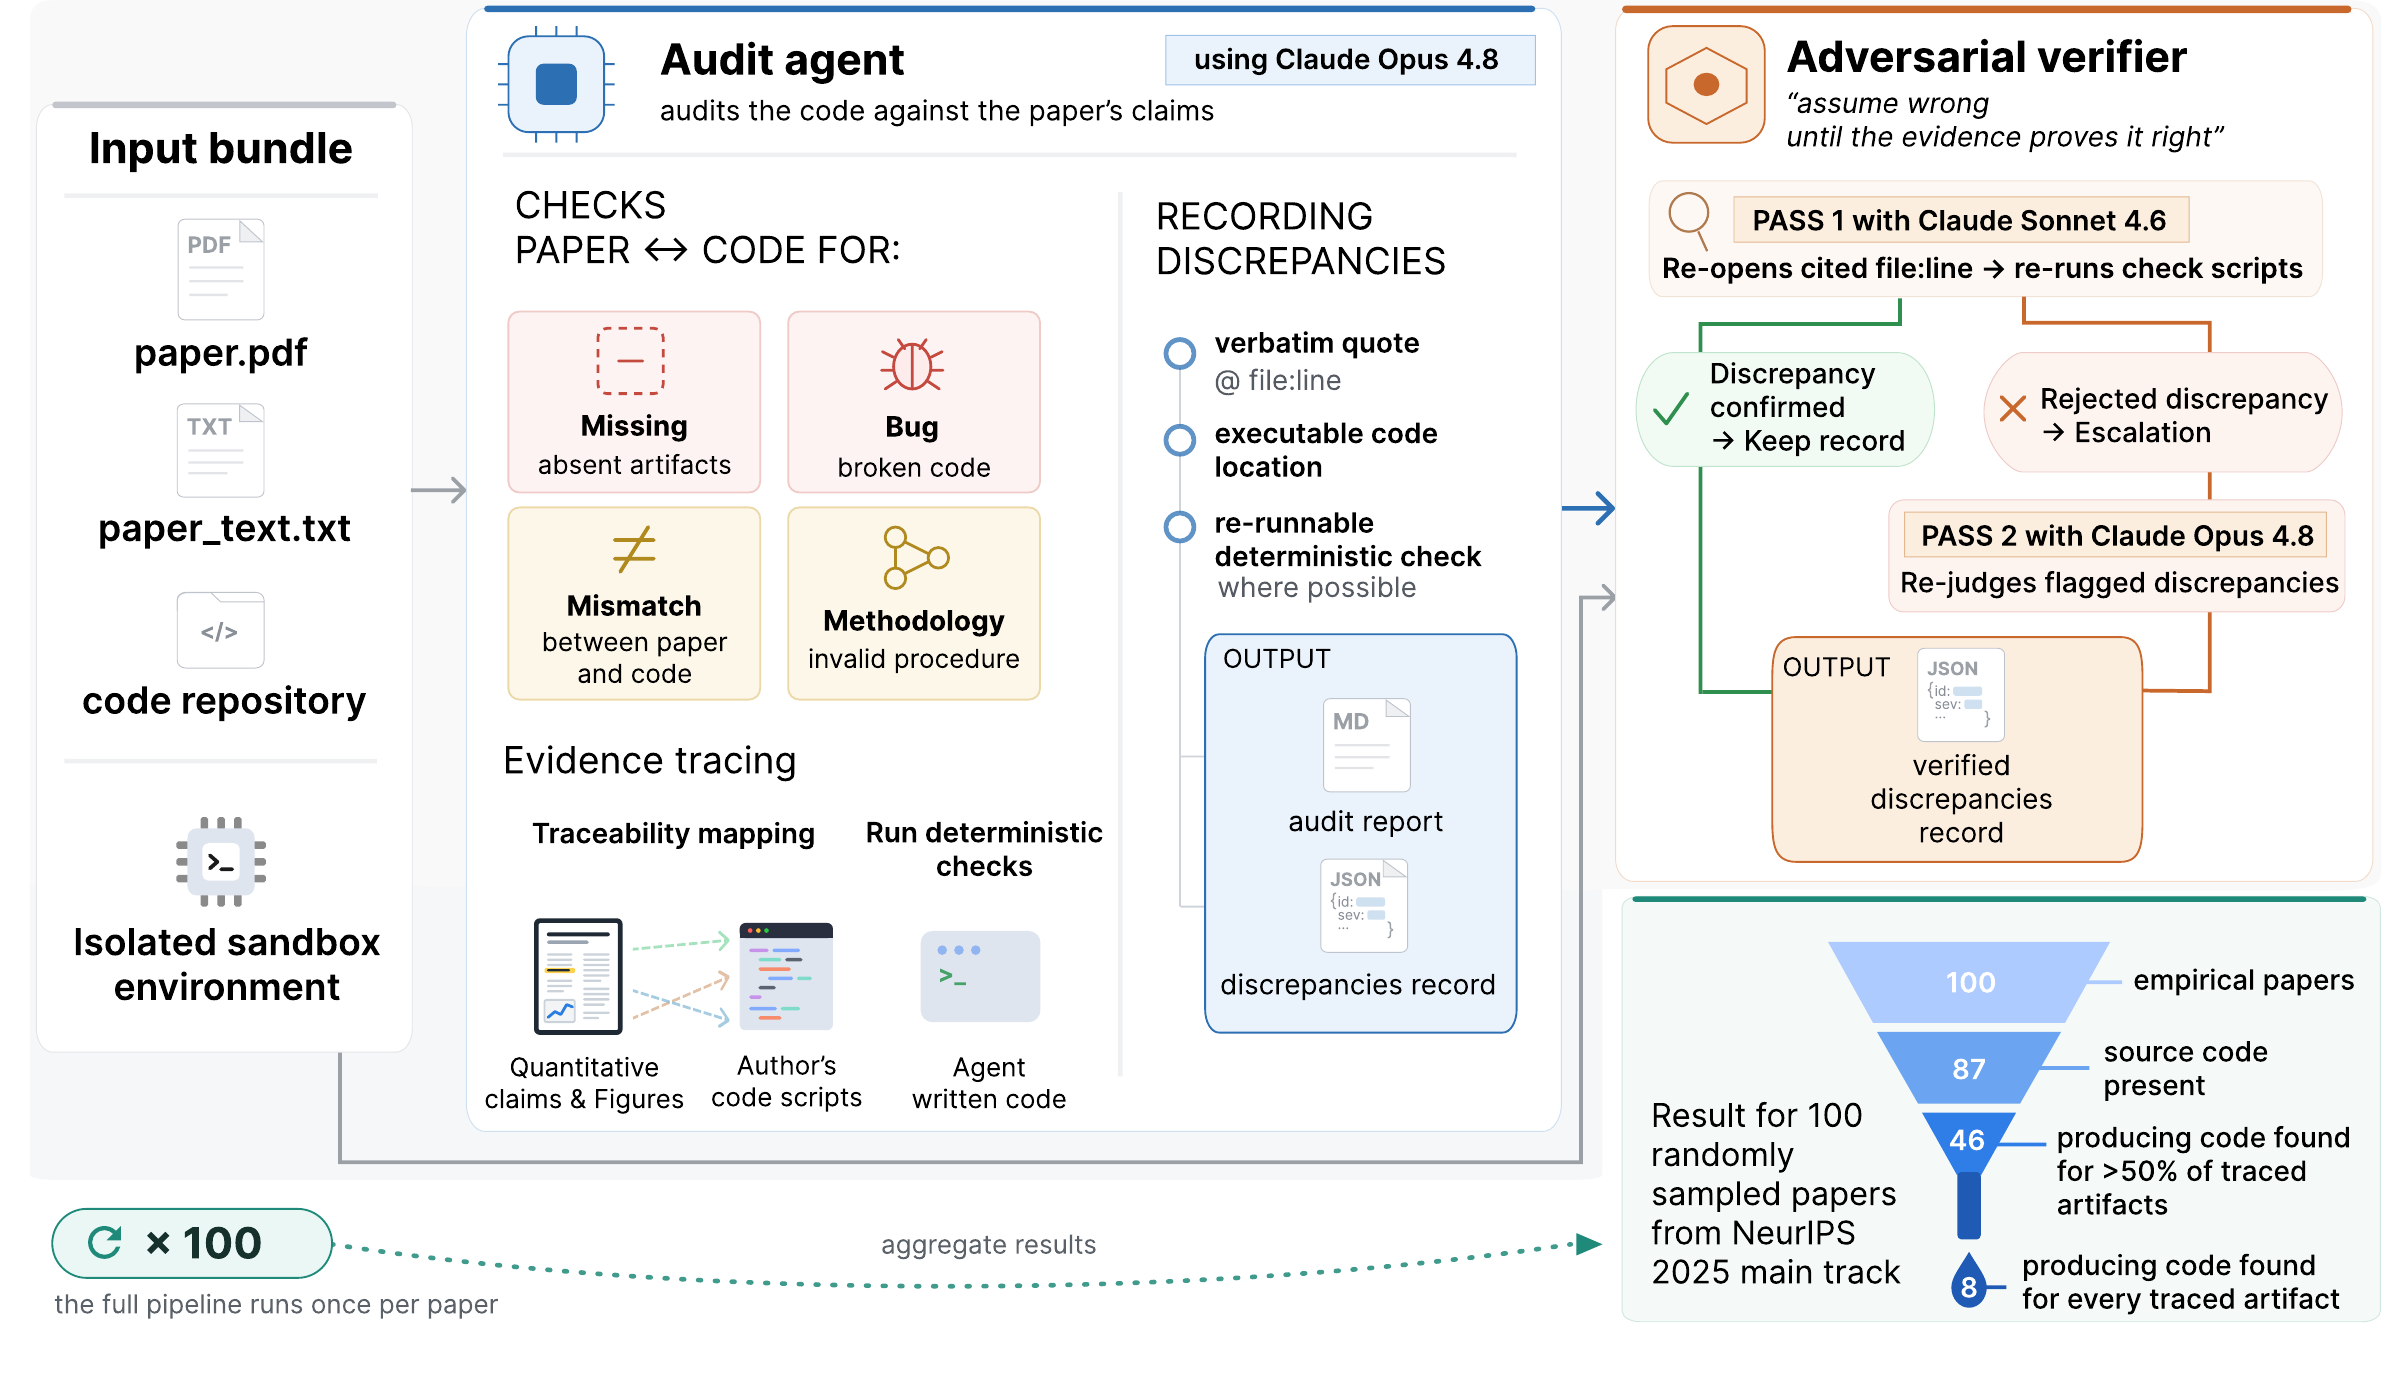 Input bundle
PDF
paper.pdf
TXT
paper_text.txt
</>
code repository
>_
Isolated sandbox
environment
Audit agent
using Claude Opus 4.8
audits the code against the paper’s claims
CHECKS
PAPER ↔ CODE FOR:
Missing
absent artifacts
Bug
broken code
≠
Mismatch
between paper
and code
Methodology
invalid procedure
Evidence tracing
Traceability mapping
Run deterministic
checks
>_
Quantitative
claims & Figures
Author’s
code scripts
Agent
written code
RECORDING
DISCREPANCIES
verbatim quote
@ file:line
executable code
location
re-runnable
deterministic check
where possible
OUTPUT
MD
audit report
JSON
{id:
sev:
... }
discrepancies record
Adversarial verifier
“assume wrong
until the evidence proves it right”
PASS 1 with Claude Sonnet 4.6
Re-opens cited file:line → re-runs check scripts
Discrepancy
confirmed
→ Keep record
Rejected discrepancy
→ Escalation
PASS 2 with Claude Opus 4.8
Re-judges flagged discrepancies
OUTPUT
JSON
{id:
sev:
... }
verified
discrepancies
record
Result for 100
randomly
sampled papers
from NeurIPS
2025 main track
100
empirical papers
87
source code
present
46
producing code found
for >50% of traced
artifacts
8
producing code found
for every traced artifact
× 100
the full pipeline runs once per paper
aggregate results